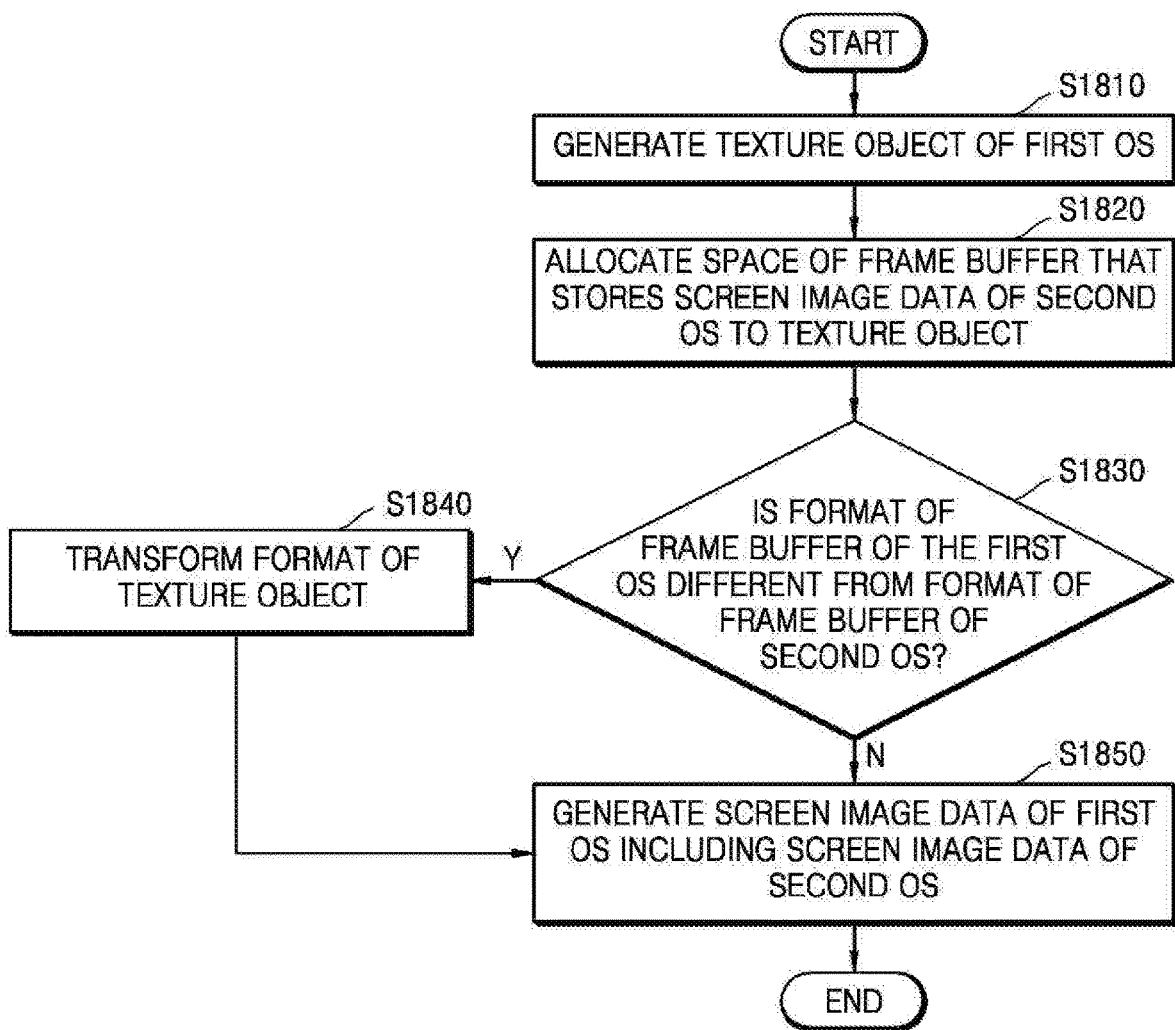 START
S1810
GENERATE TEXTURE OBJECT OF FIRST OS
S1820
ALLOCATE SPACE OF FRAME BUFFER THAT
STORES SCREEN IMAGE DATA OF SECOND
OS TO TEXTURE OBJECT
S1830
IS FORMAT OF
FRAME BUFFER OF THE FIRST
OS DIFFERENT FROM FORMAT OF
FRAME BUFFER OF
SECOND OS?
Y
S1840
TRANSFORM FORMAT OF
TEXTURE OBJECT
N
S1850
GENERATE SCREEN IMAGE DATA OF FIRST
OS INCLUDING SCREEN IMAGE DATA OF
SECOND OS
END